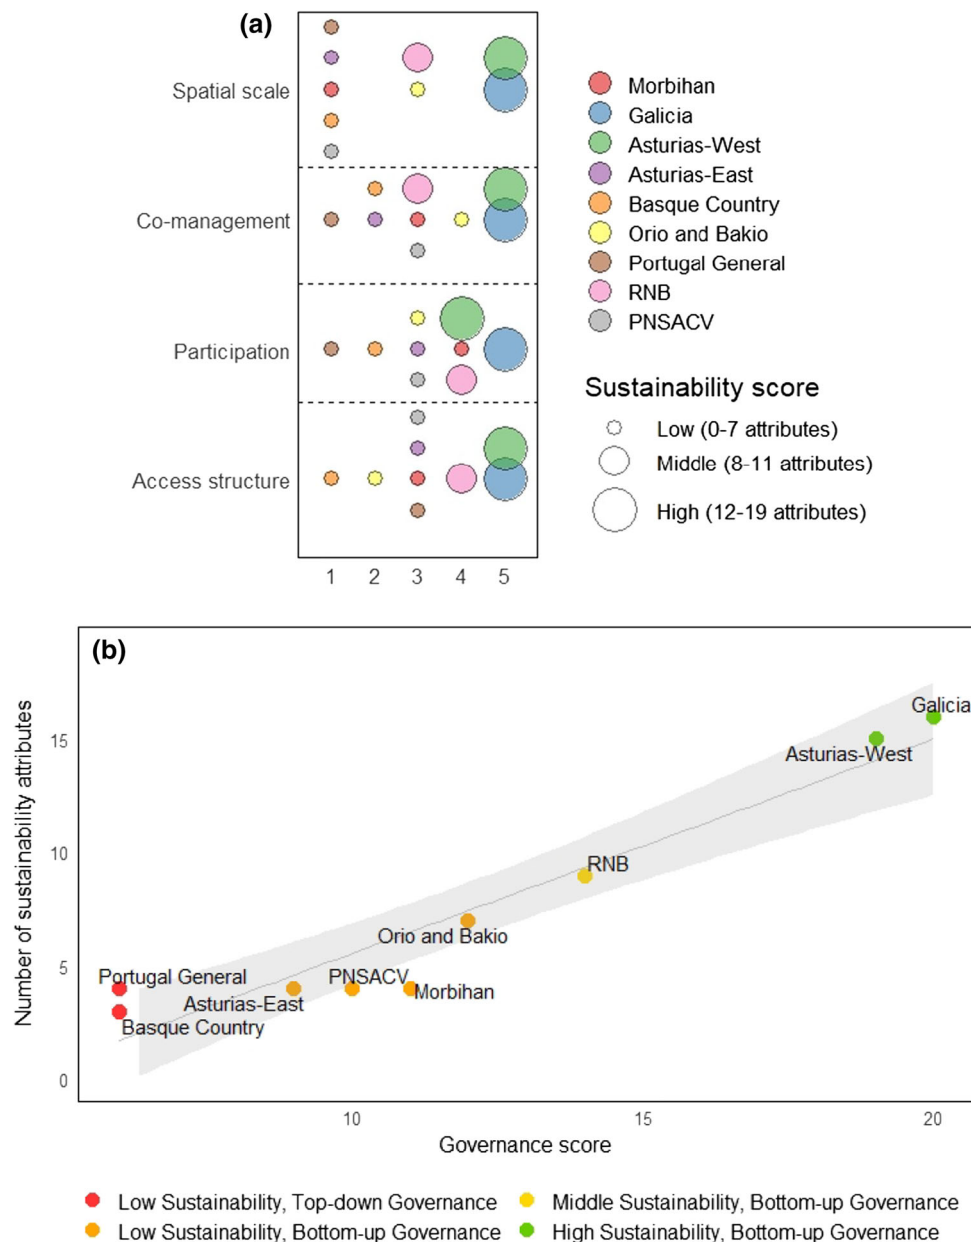 (a)
Spatial scale
Co-management
Participation
Access structure
1 2 3 4 5
Morbihan
Galicia
Asturias-West
Asturias-East
Basque Country
Orio and Bakio
Portugal General
RNB
PNSACV
Sustainability score
Low (0-7 attributes)
Middle (8-11 attributes)
High (12-19 attributes)
(b)
Number of sustainability attributes
15
10
5
0
Galicia
Asturias-West
RNB
Orio and Bakio
Portugal General
PNSACV
Asturias-East
Morbihan
Basque Country
10 15 20
Governance score
Low Sustainability, Top-down Governance
Middle Sustainability, Bottom-up Governance
Low Sustainability, Bottom-up Governance
High Sustainability, Bottom-up Governance